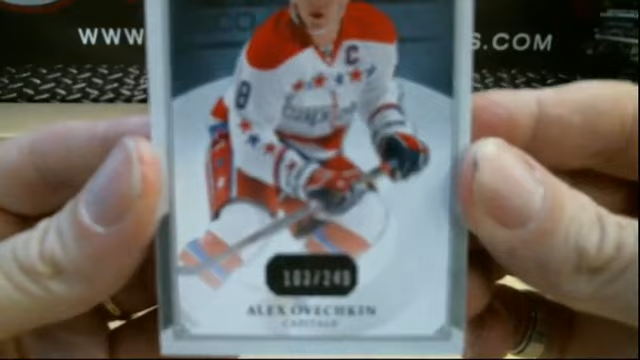 WWW
S.COM
C
8
Capitals
103/249
ALEX OVECHKIN
CAPITALS